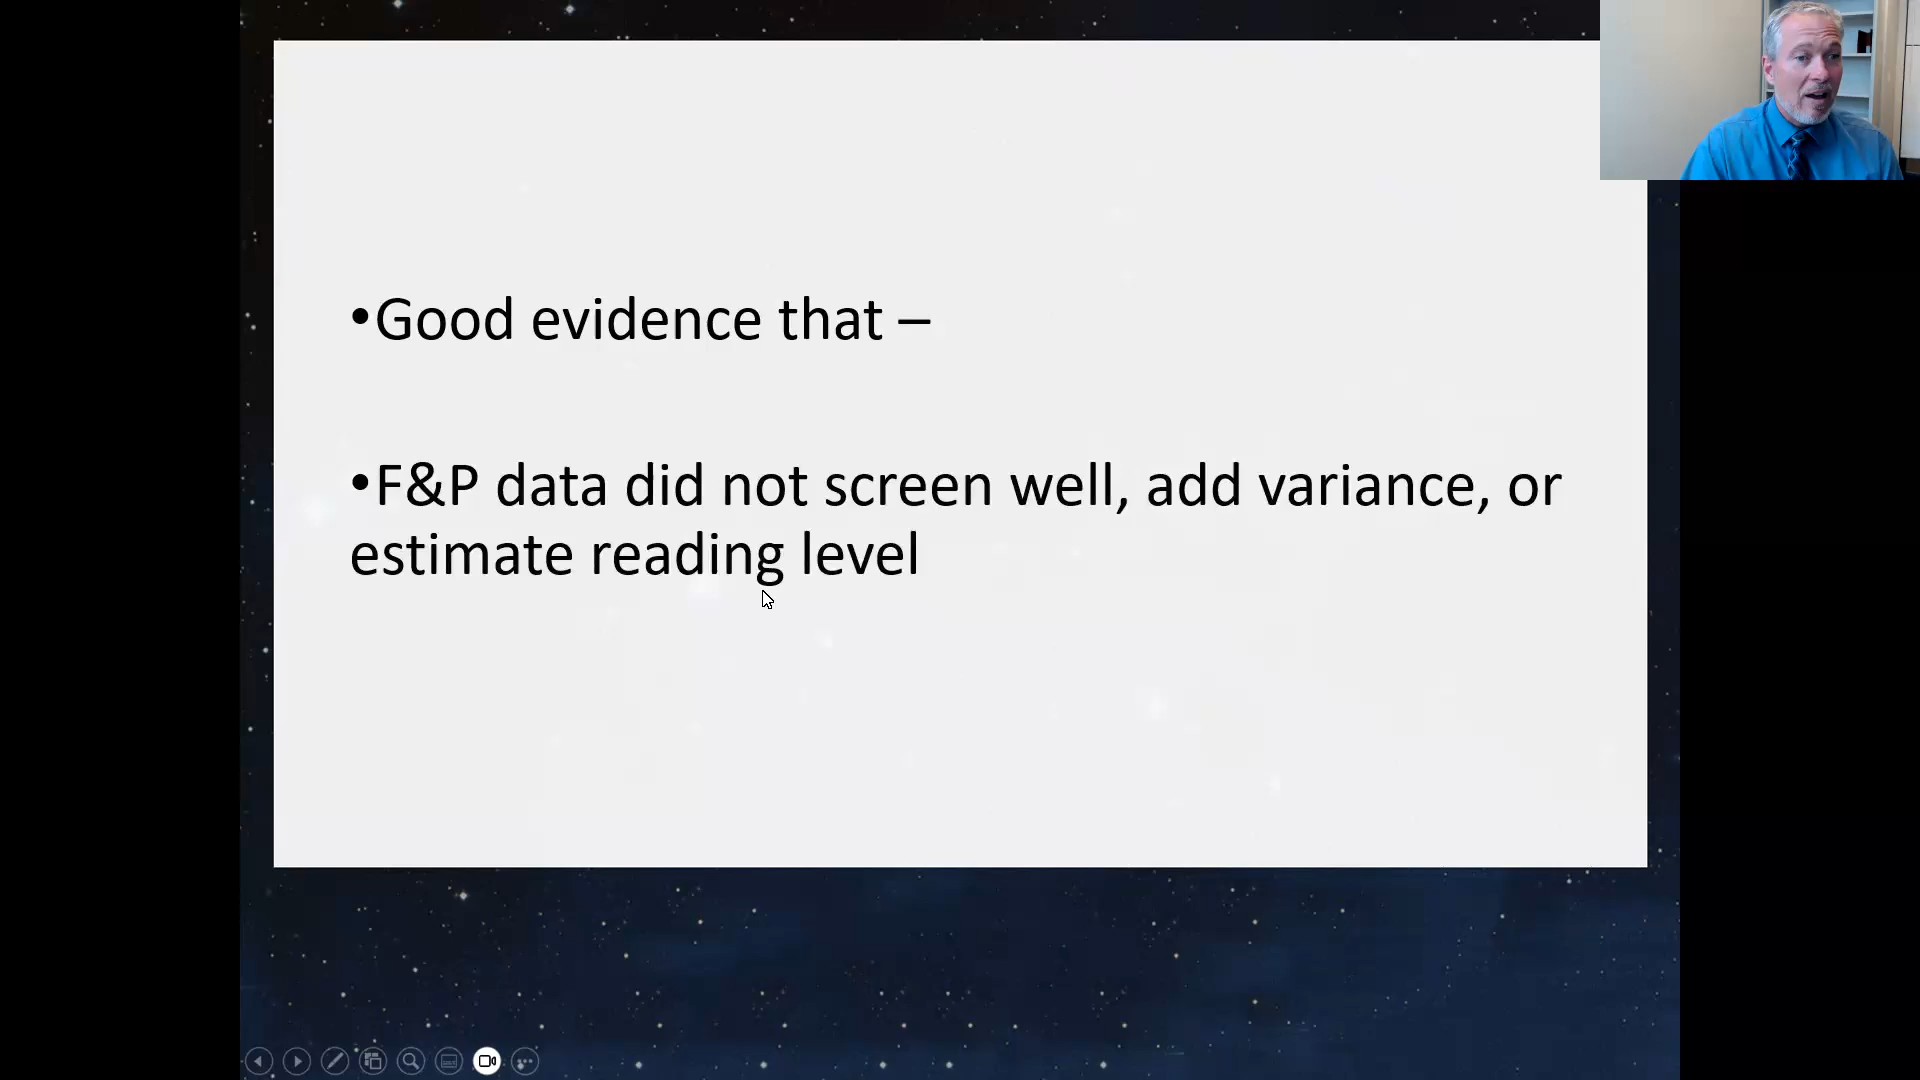 •Good evidence that –
•F&P data did not screen well, add variance, or
estimate reading level